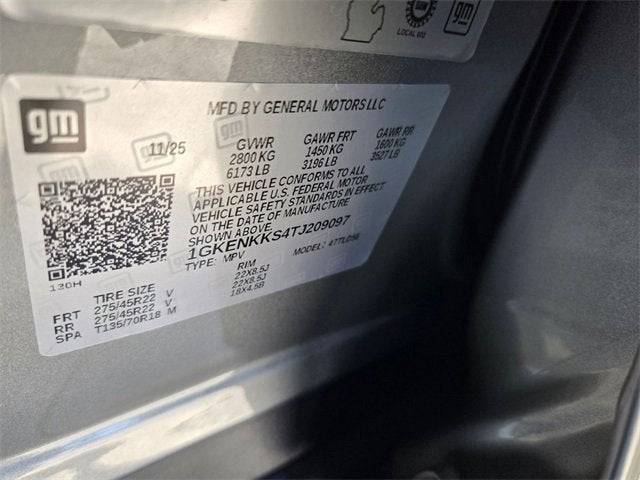 LOCAL 602
GM
gm
MFD BY GENERAL MOTORS LLC
11/25 GVWR GAWR FRT GAWR RR
2800 KG 1450 KG 1600 KG
6173 LB 3196 LB 3527 LB
THIS VEHICLE CONFORMS TO ALL
APPLICABLE U.S. FEDERAL MOTOR
VEHICLE SAFETY STANDARDS IN EFFECT
ON THE DATE OF MANUFACTURE
SHOWN ABOVE.
1GKENKKS4TJ209097
TYPE: MPV MODEL:
130H
TIRE SIZE RIM
FRT 275/45R22 V 22X8.5J
RR 275/45R22 V 22X8.5J
SPA T135/70R18 M 18X4.5B